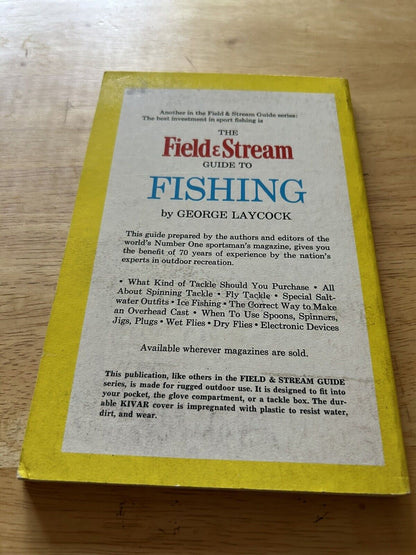 Another in the Field & Stream Guide series:
The best investment in sport fishing is
THE
Field & Stream
GUIDE TO
FISHING
by GEORGE LAYCOCK
This guide prepared by the authors and editors of the
world's Number One sportsman's magazine, gives you
the benefit of 70 years of experience by the nation's
experts in outdoor recreation.
• What Kind of Tackle Should You Purchase • All
About Spinning Tackle • Fly Tackle • Special Salt-
water Outfits • Ice Fishing • The Correct Way to Make
an Overhead Cast • When To Use Spoons, Spinners,
Jigs, Plugs • Wet Flies • Dry Flies • Electronic Devices
Available wherever magazines are sold.
This publication, like others in the FIELD & STREAM GUIDE
series, is made for rugged outdoor use. It is designed to fit into
your pocket, the glove compartment, or a tackle box. The dur-
able KIVAR cover is impregnated with plastic to resist water,
dirt, and wear.